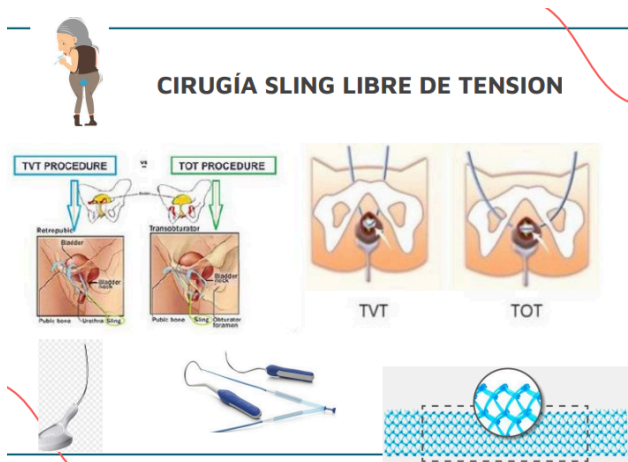 CIRUGÍA SLING LIBRE DE TENSION
TVT PROCEDURE
vs
TOT PROCEDURE
Retropubic
Transobturator
Bladder
Bladder
neck
Pubic bone
Urethra
Sling
Bladder
neck
Pubic bone
Sling
Obturator
foramen
TVT
TOT